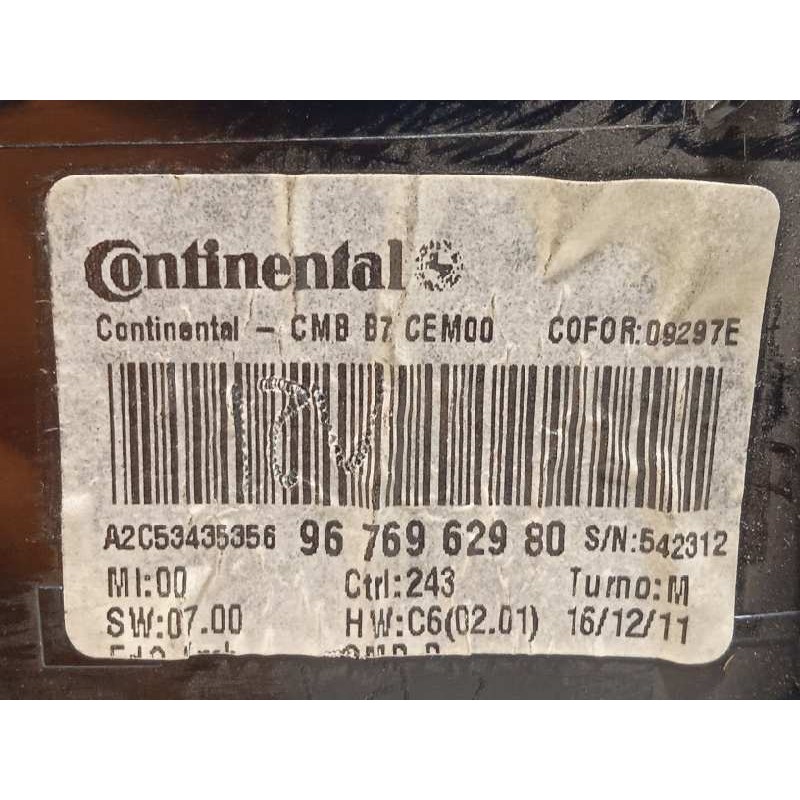 Continental
Continental - CMB B7 CEM00 COFOR:09297E
A2C53435356 96 769 629 80 S/N:542312
MI:00 Ctrl:243 Turno:M
SW:07.00 HW:C6(02.01) 16/12/11